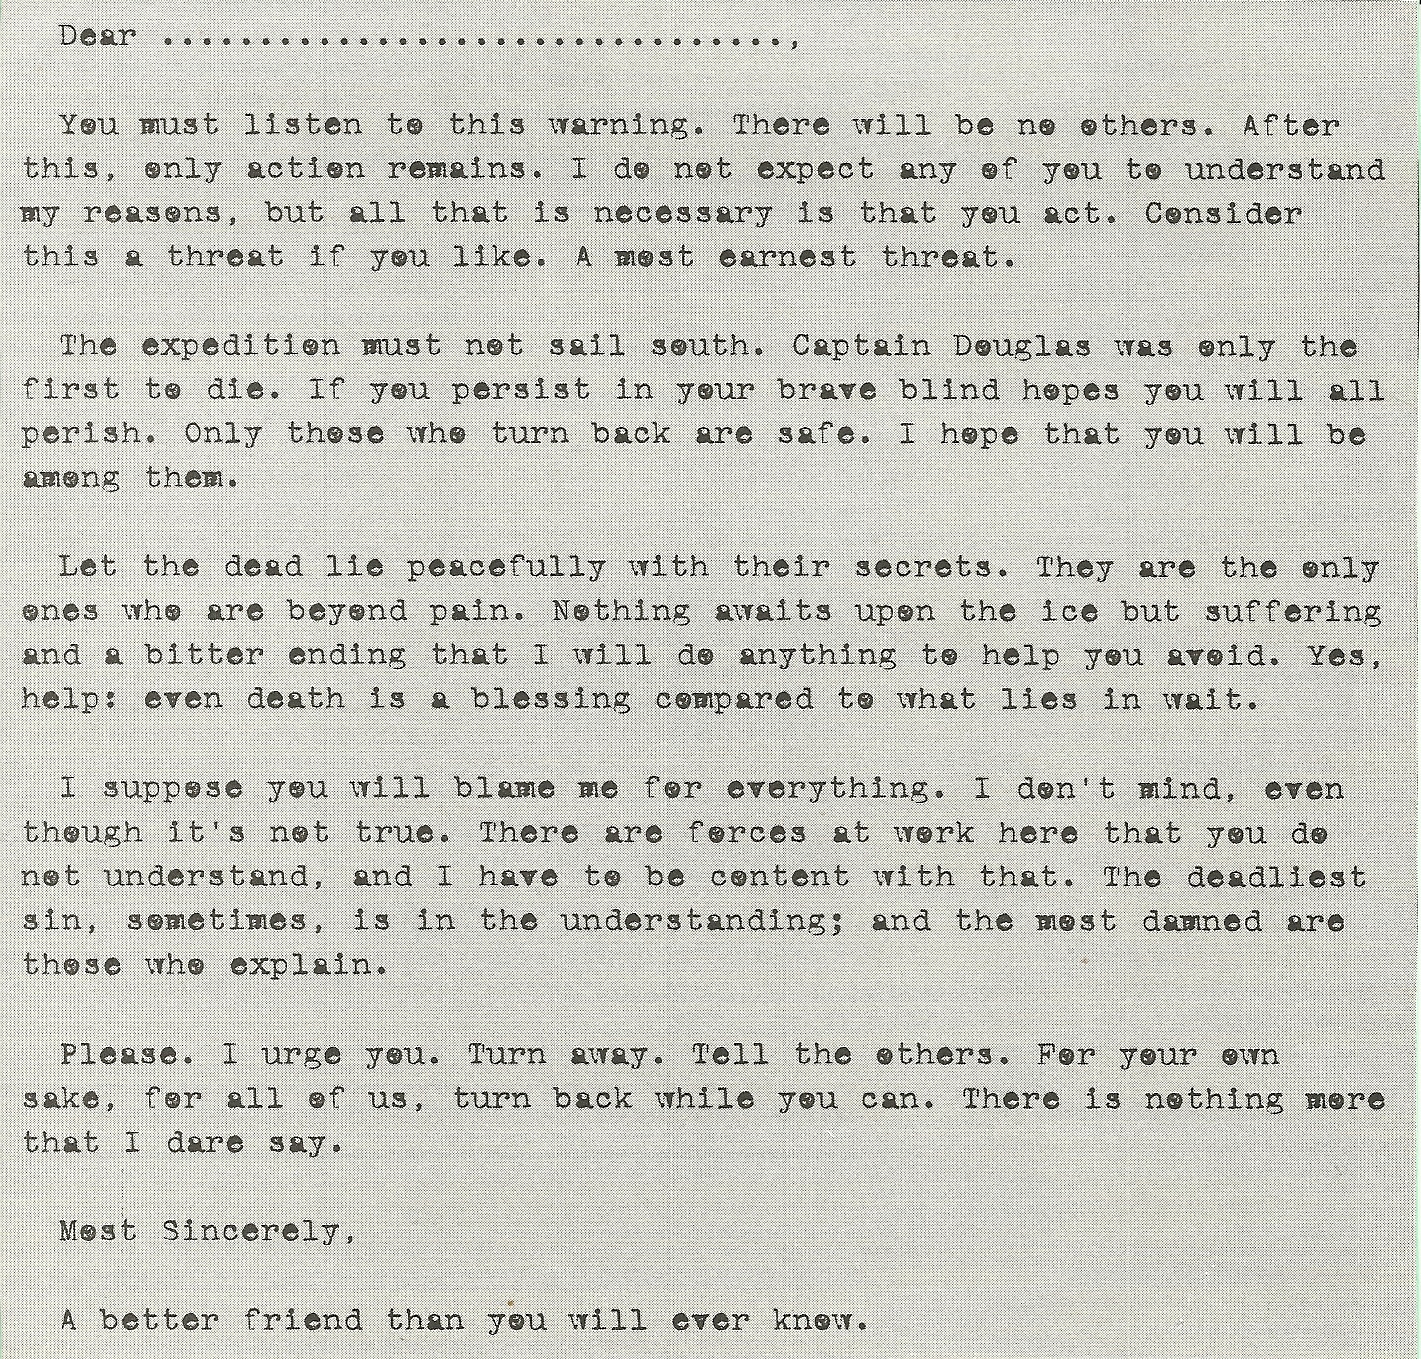 Dear ................................,
You must listen to this warning. There will be no others. After
this, only action remains. I do not expect any of you to understand
my reasons, but all that is necessary is that you act. Consider
this a threat if you like. A most earnest threat.
The expedition must not sail south. Captain Douglas was only the
first to die. If you persist in your brave blind hopes you will all
perish. Only those who turn back are safe. I hope that you will be
among them.
Let the dead lie peacefully with their secrets. They are the only
ones who are beyond pain. Nothing awaits upon the ice but suffering
and a bitter ending that I will do anything to help you avoid. Yes,
help: even death is a blessing compared to what lies in wait.
I suppose you will blame me for everything. I don't mind, even
though it's not true. There are forces at work here that you do
not understand, and I have to be content with that. The deadliest
sin, sometimes, is in the understanding; and the most damned are
those who explain.
Please. I urge you. Turn away. Tell the others. For your own
sake, for all of us, turn back while you can. There is nothing more
that I dare say.
Most Sincerely,
A better friend than you will ever know.